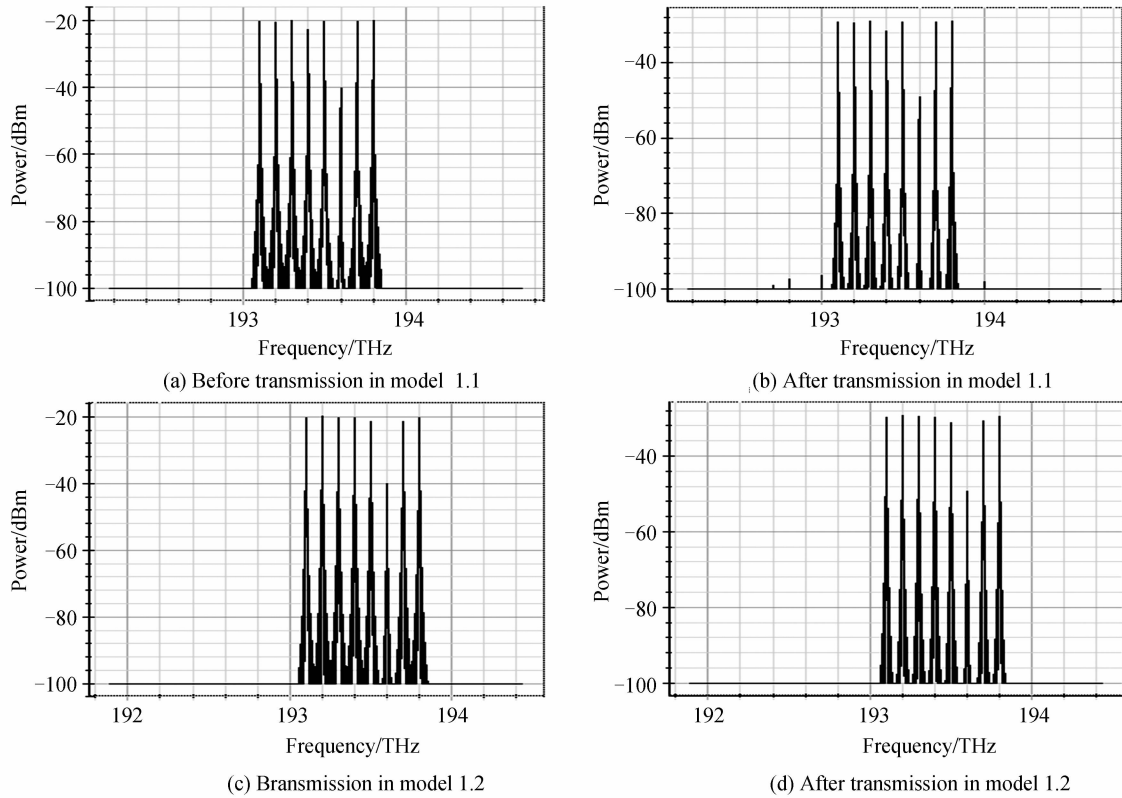 −20
−40
−60
−80
−100
Power/dBm
193
194
Frequency/THz
(a) Before transmission in model 1.1
−40
−60
−80
−100
Power/dBm
193
194
Frequency/THz
(b) After transmission in model 1.1
−20
−40
−60
−80
−100
Power/dBm
192
193
194
Frequency/THz
(c) Bransmission in model 1.2
−40
−60
−80
−100
Power/dBm
192
193
194
Frequency/THz
(d) After transmission in model 1.2